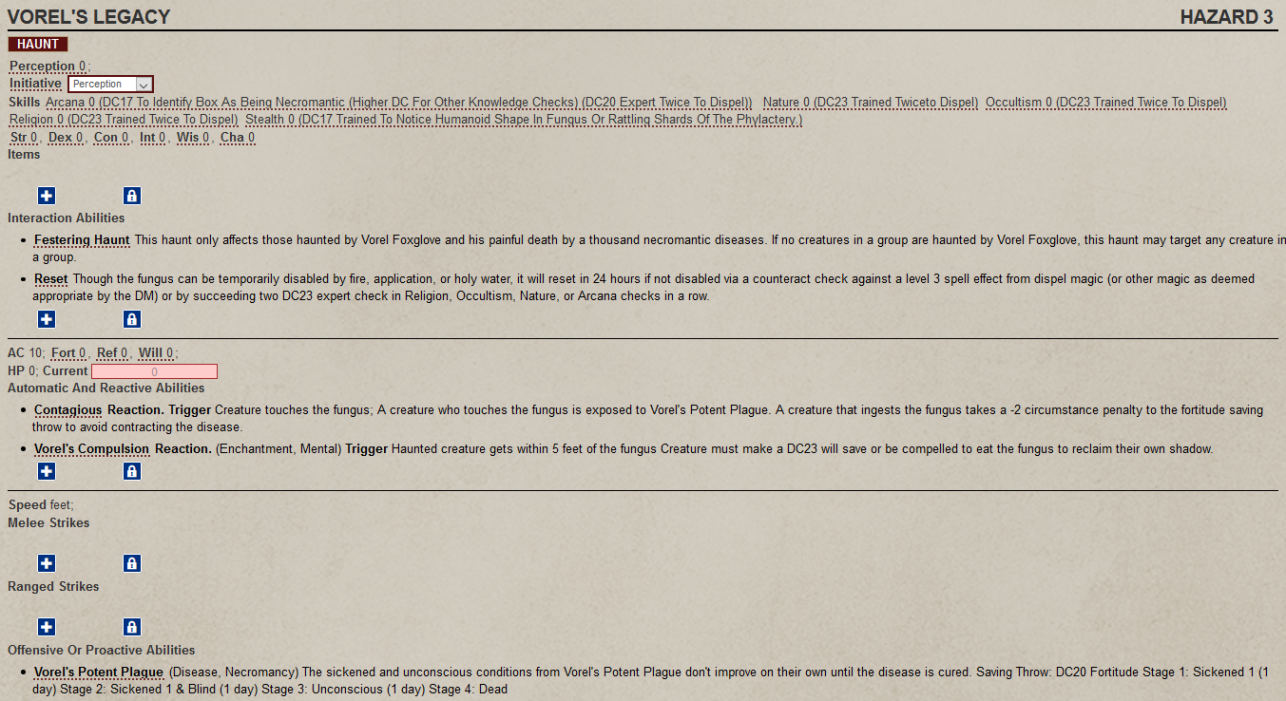 VOREL'S LEGACY HAZARD 3
HAUNT
Perception 0;
Initiative Perception
Skills Arcana 0 (DC17 To Identify Box As Being Necromantic (Higher DC For Other Knowledge Checks) (DC20 Expert Twice To Dispel)) Nature 0 (DC23 Trained Twiceto Dispel) Occultism 0 (DC23 Trained Twice To Dispel)
Religion 0 (DC23 Trained Twice To Dispel) Stealth 0 (DC17 Trained To Notice Humanoid Shape In Fungus Or Rattling Shards Of The Phylactery.)
Str 0, Dex 0, Con 0, Int 0, Wis 0, Cha 0
Items
Interaction Abilities
• Festering Haunt This haunt only affects those haunted by Vorel Foxglove and his painful death by a thousand necromantic diseases. If no creatures in a group are haunted by Vorel Foxglove, this haunt may target any creature in
a group.
• Reset Though the fungus can be temporarily disabled by fire, application, or holy water, it will reset in 24 hours if not disabled via a counteract check against a level 3 spell effect from dispel magic (or other magic as deemed
appropriate by the DM) or by succeeding two DC23 expert check in Religion, Occultism, Nature, or Arcana checks in a row.
AC 10; Fort 0, Ref 0, Will 0;
HP 0; Current 0
Automatic And Reactive Abilities
• Contagious Reaction. Trigger Creature touches the fungus; A creature who touches the fungus is exposed to Vorel's Potent Plague. A creature that ingests the fungus takes a -2 circumstance penalty to the fortitude saving
throw to avoid contracting the disease.
• Vorel's Compulsion Reaction. (Enchantment, Mental) Trigger Haunted creature gets within 5 feet of the fungus Creature must make a DC23 will save or be compelled to eat the fungus to reclaim their own shadow.
Speed feet;
Melee Strikes
Ranged Strikes
Offensive Or Proactive Abilities
• Vorel's Potent Plague (Disease, Necromancy) The sickened and unconscious conditions from Vorel's Potent Plague don't improve on their own until the disease is cured. Saving Throw: DC20 Fortitude Stage 1: Sickened 1 (1
day) Stage 2: Sickened 1 & Blind (1 day) Stage 3: Unconscious (1 day) Stage 4: Dead